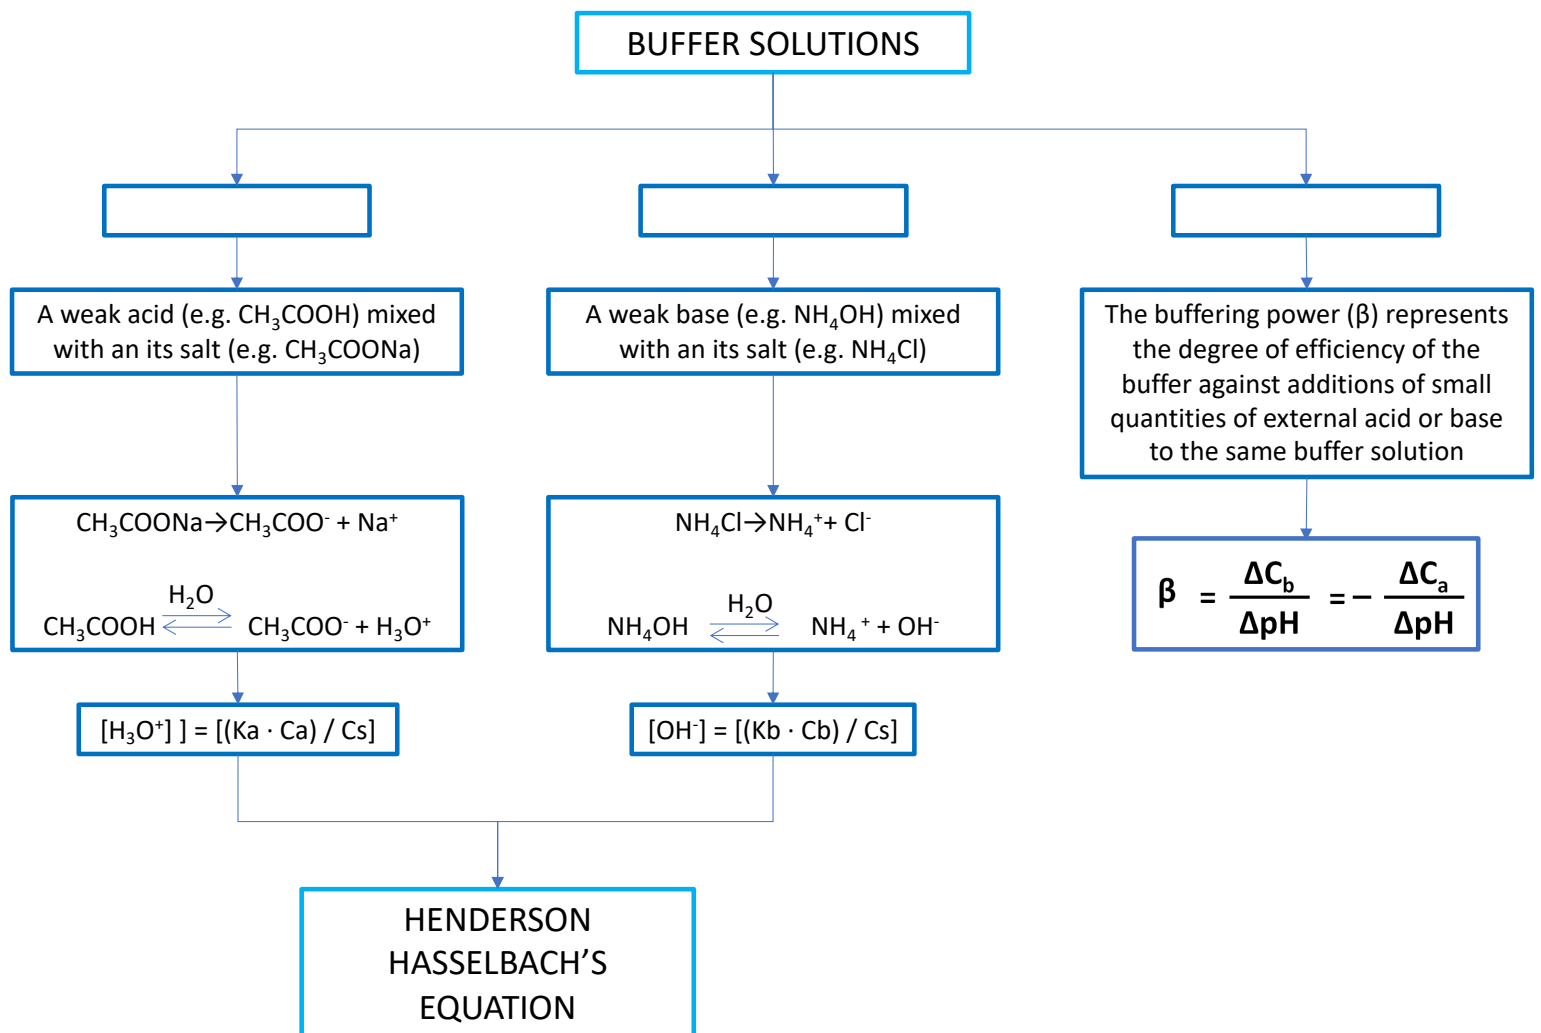 BUFFER SOLUTIONS
A weak acid (e.g. CH₃COOH) mixed
with an its salt (e.g. CH₃COONa)
A weak base (e.g. NH₄OH) mixed
with an its salt (e.g. NH₄Cl)
The buffering power (β) represents
the degree of efficiency of the
buffer against additions of small
quantities of external acid or base
to the same buffer solution
CH₃COONa→CH₃COO⁻ + Na⁺
H₂O
CH₃COOH ⇌ CH₃COO⁻ + H₃O⁺
NH₄Cl→NH₄⁺+ Cl⁻
H₂O
NH₄OH ⇌ NH₄⁺ + OH⁻
β = ΔC_b/ΔpH = − ΔC_a/ΔpH
[H₃O⁺] ] = [(Ka · Ca) / Cs]
[OH⁻] = [(Kb · Cb) / Cs]
HENDERSON
HASSELBACH’S
EQUATION